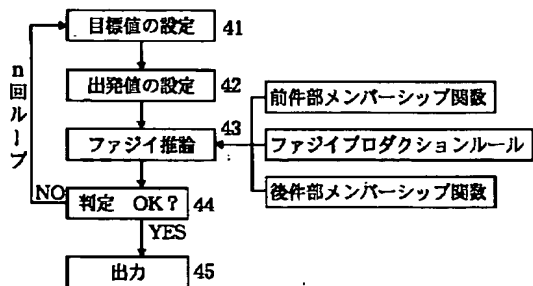 目標値の設定 41
出発値の設定 42
ファジイ推論 43
判定 OK? 44
NO
YES
出力 45
n回ループ
前件部メンバーシップ関数
ファジイプロダクションルール
後件部メンバーシップ関数